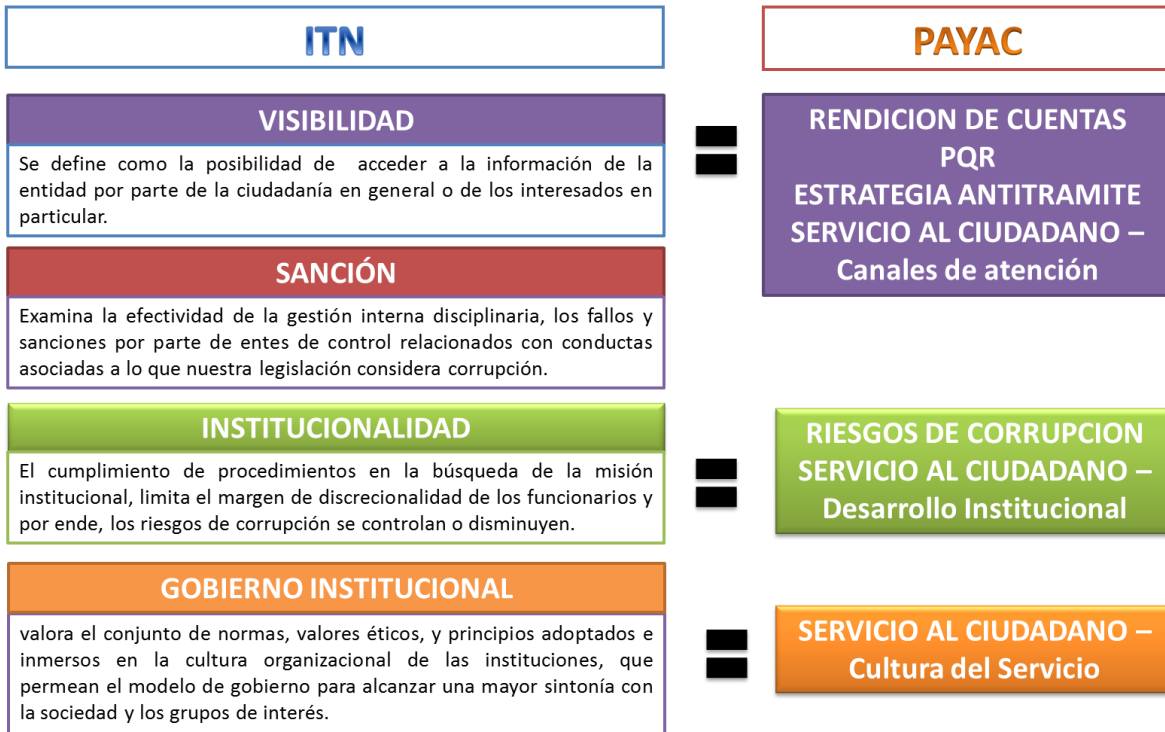 ITN
PAYAC
VISIBILIDAD
Se define como la posibilidad de acceder a la información de la
entidad por parte de la ciudadanía en general o de los interesados en
particular.
=
RENDICION DE CUENTAS
PQR
ESTRATEGIA ANTITRAMITE
SERVICIO AL CIUDADANO –
Canales de atención
SANCIÓN
Examina la efectividad de la gestión interna disciplinaria, los fallos y
sanciones por parte de entes de control relacionados con conductas
asociadas a lo que nuestra legislación considera corrupción.
INSTITUCIONALIDAD
El cumplimiento de procedimientos en la búsqueda de la misión
institucional, limita el margen de discrecionalidad de los funcionarios y
por ende, los riesgos de corrupción se controlan o disminuyen.
=
RIESGOS DE CORRUPCION
SERVICIO AL CIUDADANO –
Desarrollo Institucional
GOBIERNO INSTITUCIONAL
valora el conjunto de normas, valores éticos, y principios adoptados e
inmersos en la cultura organizacional de las instituciones, que
permean el modelo de gobierno para alcanzar una mayor sintonía con
la sociedad y los grupos de interés.
=
SERVICIO AL CIUDADANO –
Cultura del Servicio